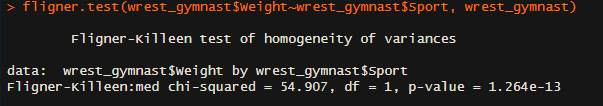 > fligner.test(wrest_gymnast$Weight~wrest_gymnast$Sport, wrest_gymnast)
Fligner-Killeen test of homogeneity of variances
data:  wrest_gymnast$Weight by wrest_gymnast$Sport
Fligner-Killeen:med chi-squared = 54.907, df = 1, p-value = 1.264e-13